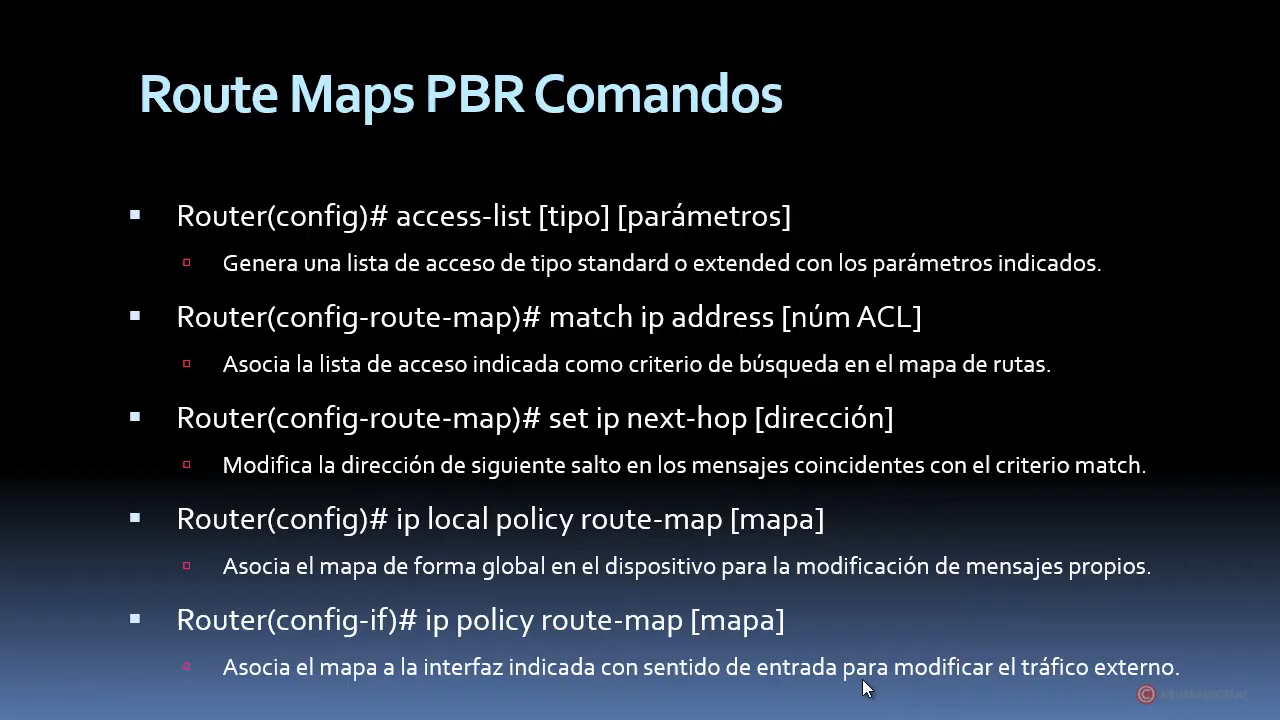 Route Maps PBR Comandos
Router(config)# access-list [tipo] [parámetros]
Genera una lista de acceso de tipo standard o extended con los parámetros indicados.
Router(config-route-map)# match ip address [núm ACL]
Asocia la lista de acceso indicada como criterio de búsqueda en el mapa de rutas.
Router(config-route-map)# set ip next-hop [dirección]
Modifica la dirección de siguiente salto en los mensajes coincidentes con el criterio match.
Router(config)# ip local policy route-map [mapa]
Asocia el mapa de forma global en el dispositivo para la modificación de mensajes propios.
Router(config-if)# ip policy route-map [mapa]
Asocia el mapa a la interfaz indicada con sentido de entrada para modificar el tráfico externo.